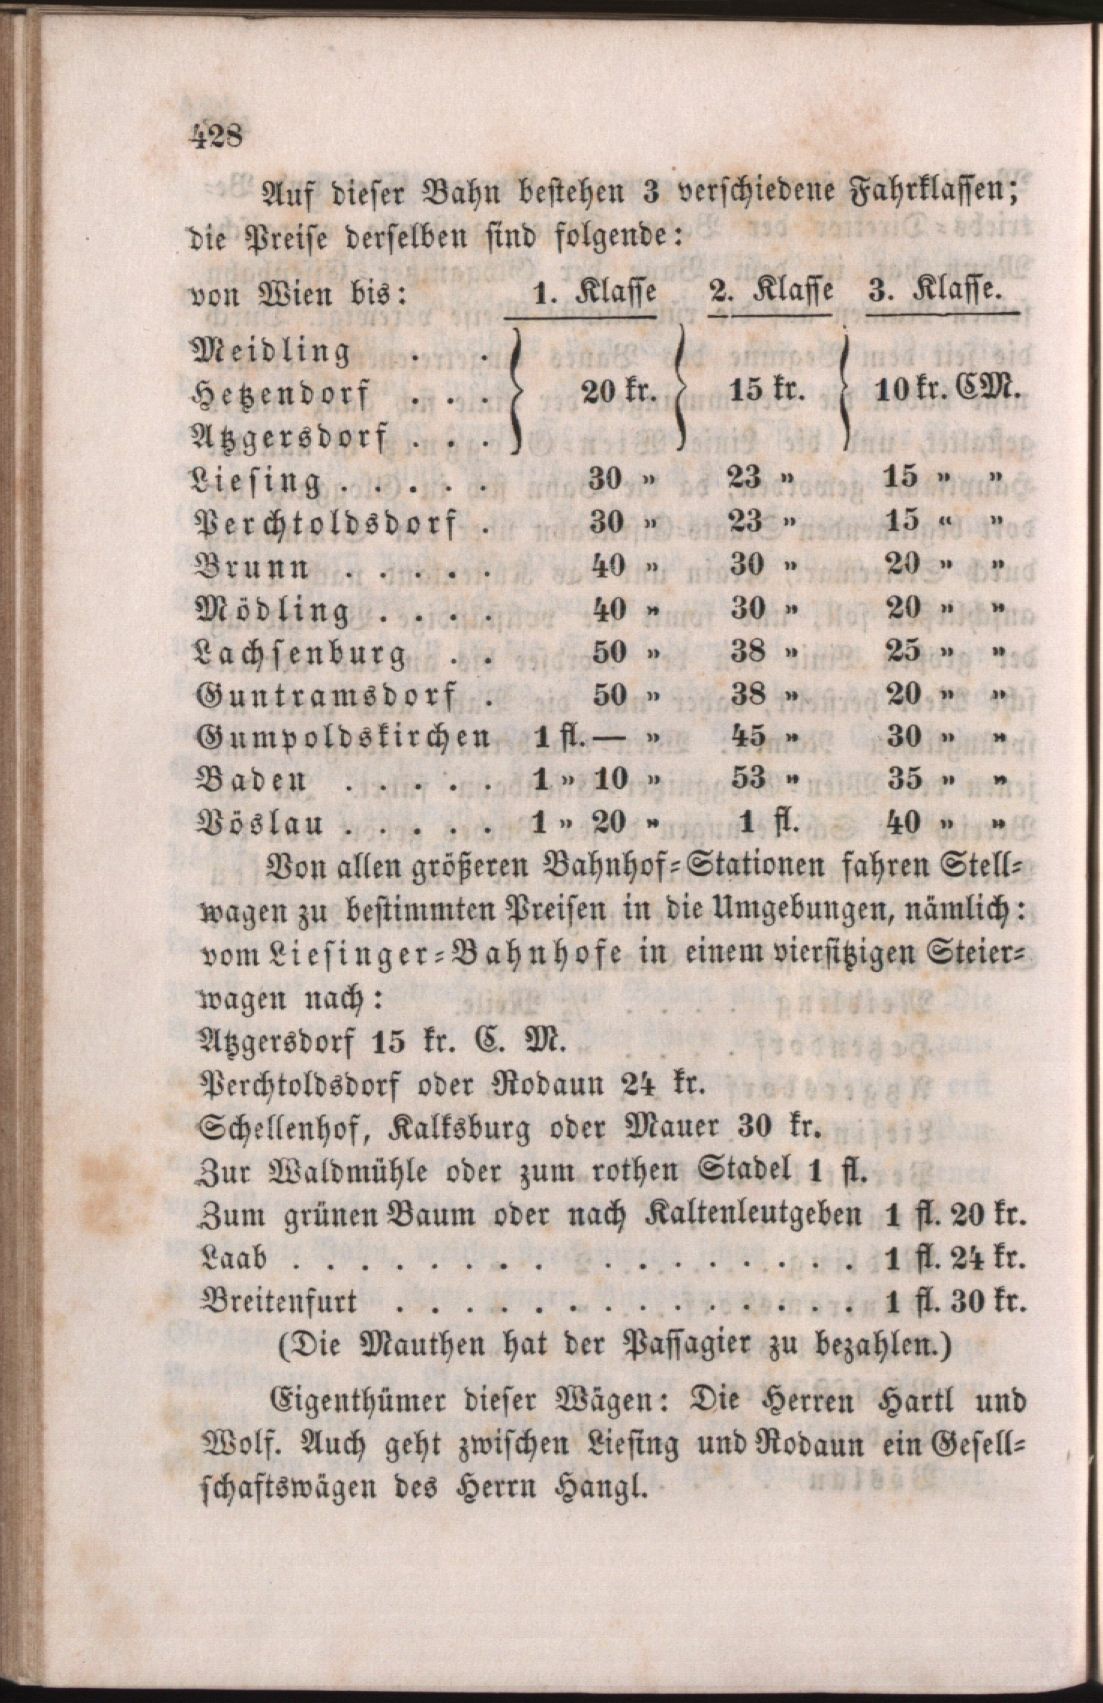 428
Auf dieser Bahn bestehen 3 verschiedene Fahrklassen;
die Preise derselben sind folgende:
von Wien bis: 1. Klasse 2. Klasse 3. Klasse.
Meidling . .
Hetzendorf . . . 20 kr. 15 kr. 10 kr. CM.
Atzgersdorf . . .
Liesing . . . . . 30 „ 23 „ 15 „ „
Perchtoldsdorf . 30 „ 23 „ 15 „ „
Brunn . . . . . 40 „ 30 „ 20 „ „
Mödling . . . . 40 „ 30 „ 20 „ „
Lachsenburg . . 50 „ 38 „ 25 „ „
Guntramsdorf . 50 „ 38 „ 20 „ „
Gumpoldskirchen 1 fl. — „ 45 „ 30 „ „
Baden . . . . . 1 „ 10 „ 53 „ 35 „ „
Vöslau . . . . . 1 „ 20 „ 1 fl. 40 „ „
Von allen größeren Bahnhof-Stationen fahren Stell-
wagen zu bestimmten Preisen in die Umgebungen, nämlich:
vom Liesinger-Bahnhofe in einem viersitzigen Steier-
wagen nach:
Atzgersdorf 15 kr. C. M.
Perchtoldsdorf oder Rodaun 24 kr.
Schellenhof, Kalksburg oder Mauer 30 kr.
Zur Waldmühle oder zum rothen Stadel 1 fl.
Zum grünen Baum oder nach Kaltenleutgeben 1 fl. 20 kr.
Laab . . . . . . . . . . . . . . . . . 1 fl. 24 kr.
Breitenfurt . . . . . . . . . . . . . . 1 fl. 30 kr.
(Die Mauthen hat der Passagier zu bezahlen.)
Eigenthümer dieser Wägen: Die Herren Hartl und
Wolf. Auch geht zwischen Liesing und Rodaun ein Gesell-
schaftswägen des Herrn Hangl.